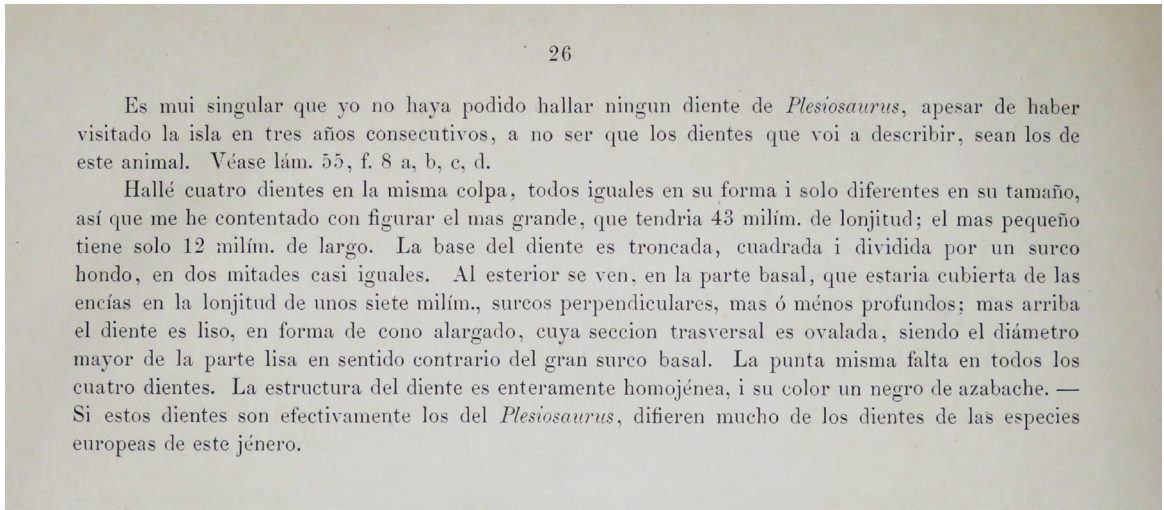 26
Es mui singular que yo no haya podido hallar ningun diente de Plesiosaurus, apesar de haber
visitado la isla en tres años consecutivos, a no ser que los dientes que voi a describir, sean los de
este animal. Véase lám. 55, f. 8 a, b, c, d.
Hallé cuatro dientes en la misma colpa, todos iguales en su forma i solo diferentes en su tamaño,
así que me he contentado con figurar el mas grande, que tendria 43 milím. de lonjitud; el mas pequeño
tiene solo 12 milím. de largo. La base del diente es troncada, cuadrada i dividida por un surco
hondo, en dos mitades casi iguales. Al esterior se ven, en la parte basal, que estaria cubierta de las
encías en la lonjitud de unos siete milím., surcos perpendiculares, mas ó ménos profundos; mas arriba
el diente es liso, en forma de cono alargado, cuya seccion trasversal es ovalada, siendo el diámetro
mayor de la parte lisa en sentido contrario del gran surco basal. La punta misma falta en todos los
cuatro dientes. La estructura del diente es enteramente homojénea, i su color un negro de azabache. —
Si estos dientes son efectivamente los del Plesiosaurus, difieren mucho de los dientes de las especies
europeas de este jénero.